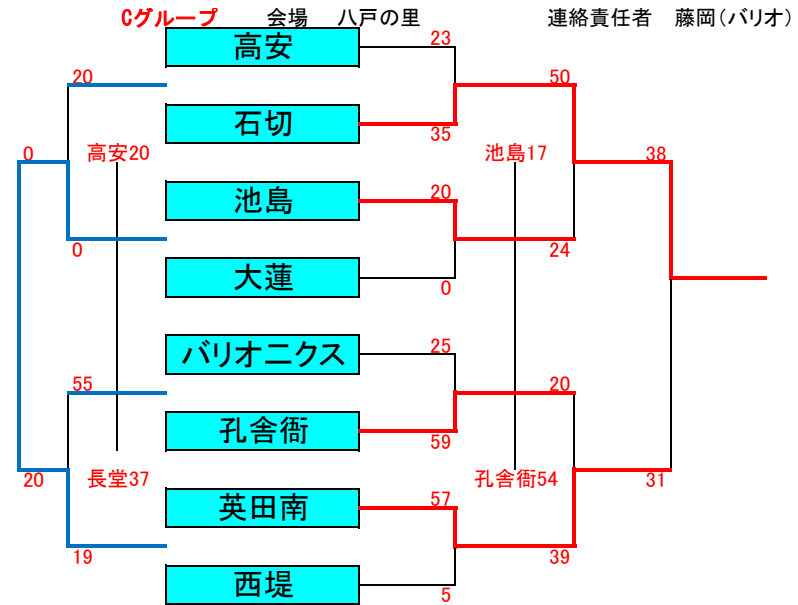 Cグループ 会場 八戸の里 連絡責任者 藤岡(バリオ)
高安 23
20 50
石切 35
0 高安20 池島17 38
池島 20
0 24
大蓮 0
バリオニクス 25
55 20
孔舎衙 59
20 長堂37 孔舎衙54 31
英田南 57
19 39
西堤 5